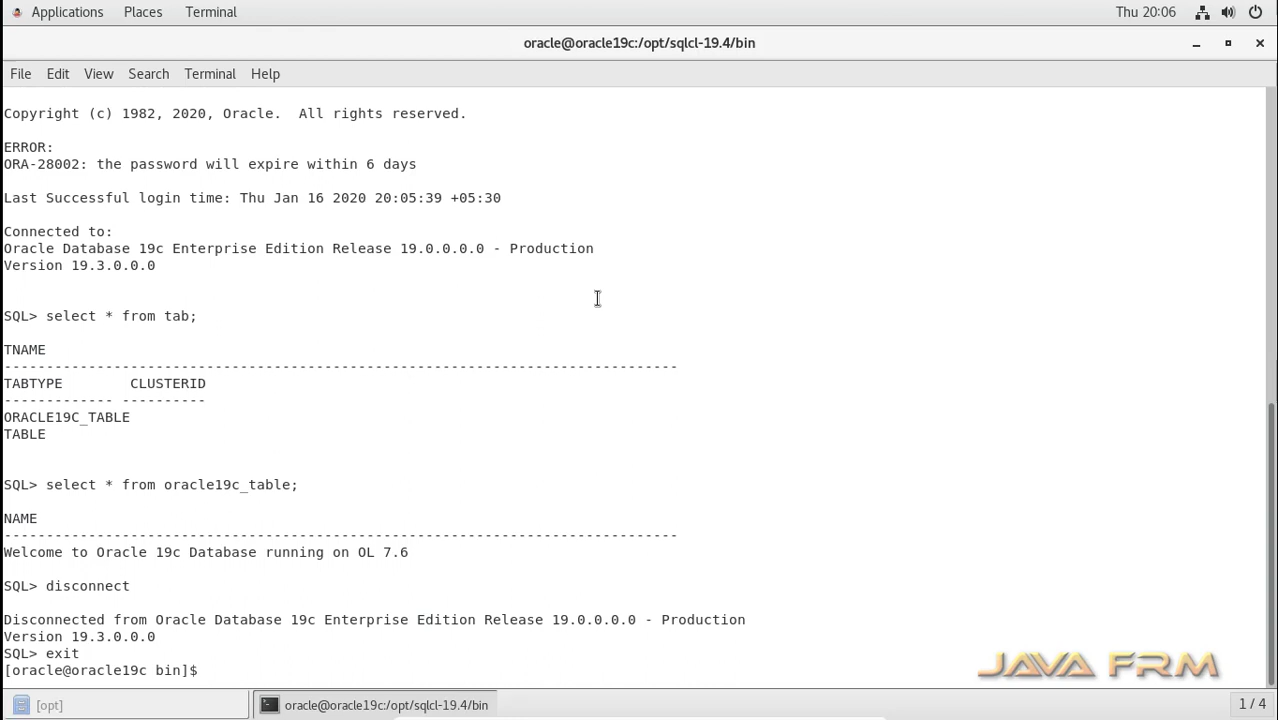 Applications Places Terminal Thu 20:06
oracle@oracle19c:/opt/sqlcl-19.4/bin
File Edit View Search Terminal Help
Copyright (c) 1982, 2020, Oracle.  All rights reserved.
ERROR:
ORA-28002: the password will expire within 6 days
Last Successful login time: Thu Jan 16 2020 20:05:39 +05:30
Connected to:
Oracle Database 19c Enterprise Edition Release 19.0.0.0.0 - Production
Version 19.3.0.0.0
SQL> select * from tab;
TNAME
--------------------------------------------------------------------------------
TABTYPE        CLUSTERID
------------- ----------
ORACLE19C_TABLE
TABLE
SQL> select * from oracle19c_table;
NAME
--------------------------------------------------------------------------------
Welcome to Oracle 19c Database running on OL 7.6
SQL> disconnect
Disconnected from Oracle Database 19c Enterprise Edition Release 19.0.0.0.0 - Production
Version 19.3.0.0.0
SQL> exit
[oracle@oracle19c bin]$
JAVA FRM
[opt] oracle@oracle19c:/opt/sqlcl-19.4/bin 1 / 4